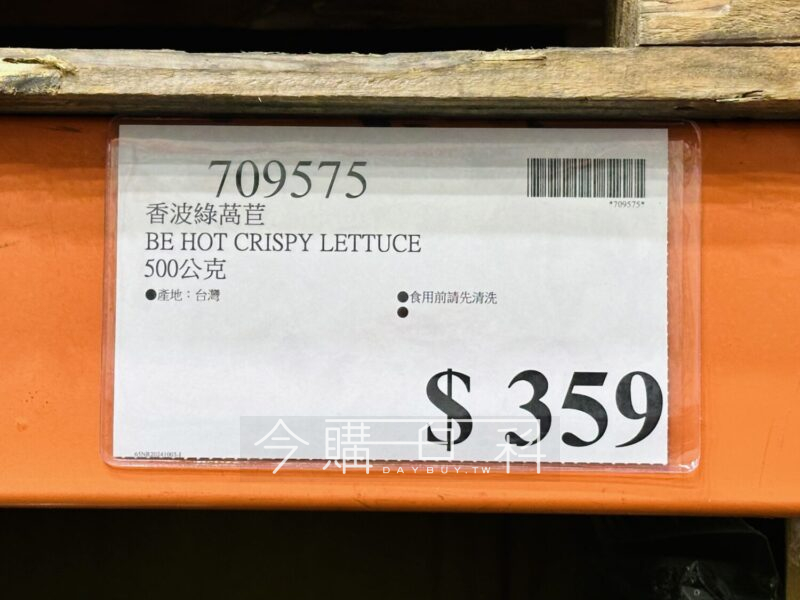 709575
*709575*
香波綠萵苣
BE HOT CRISPY LETTUCE
500公克
●產地：台灣
●食用前請先清洗
●
$ 359
今購百科
DAYBUY.TW